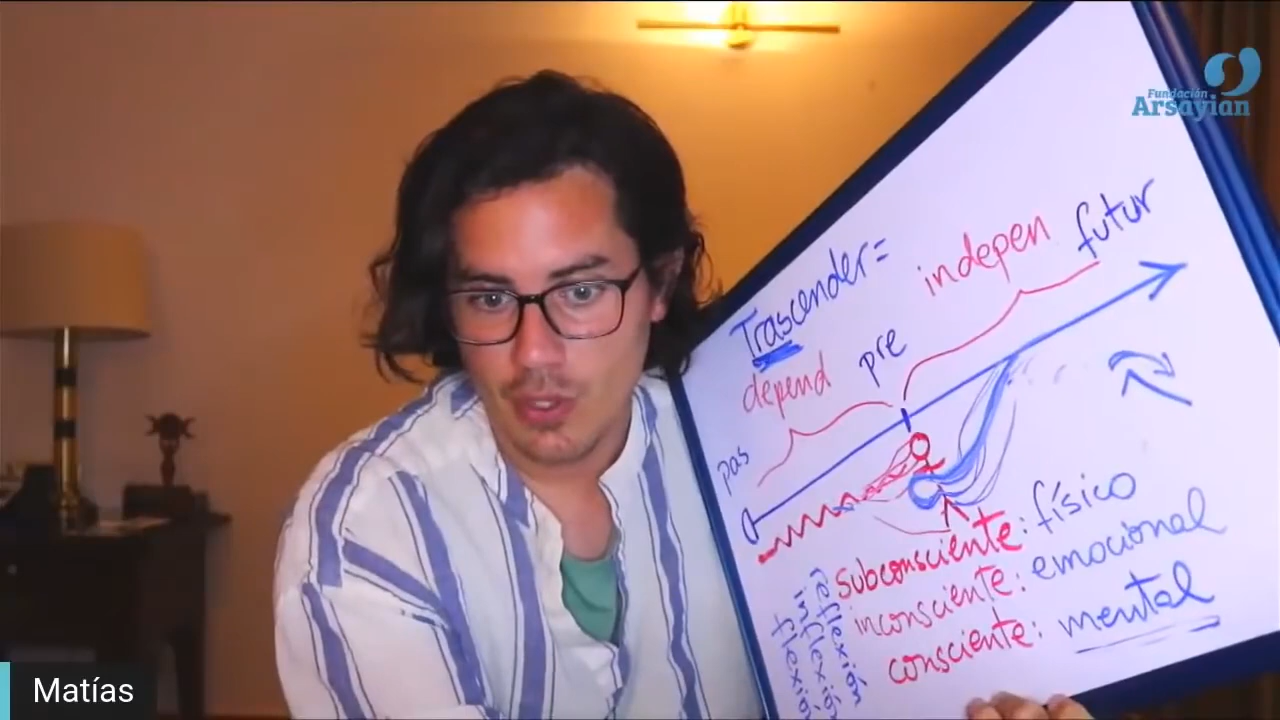 Fundación
Arsayian
Trascender=
depend
pre
indepen
futur
pas
subconsciente: físico
inconsciente: emocional
consciente: mental
reflexión
inflexión
flexión
Matías